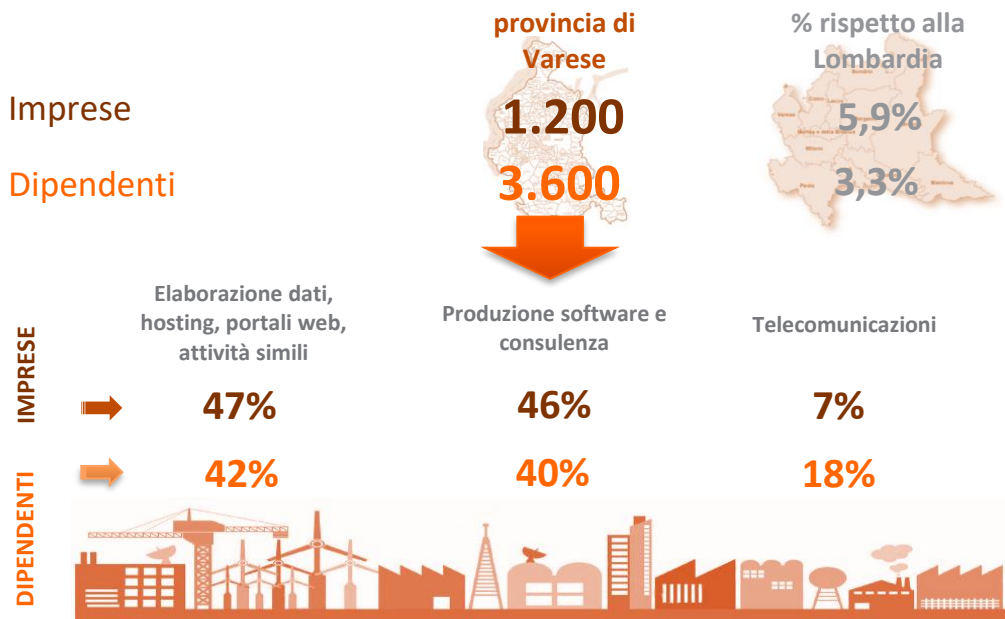 provincia di
Varese
% rispetto alla
Lombardia
Imprese
1.200
5,9%
Dipendenti
3.600
3,3%
Elaborazione dati,
hosting, portali web,
attività simili
Produzione software e
consulenza
Telecomunicazioni
IMPRESE
47%
46%
7%
DIPENDENTI
42%
40%
18%